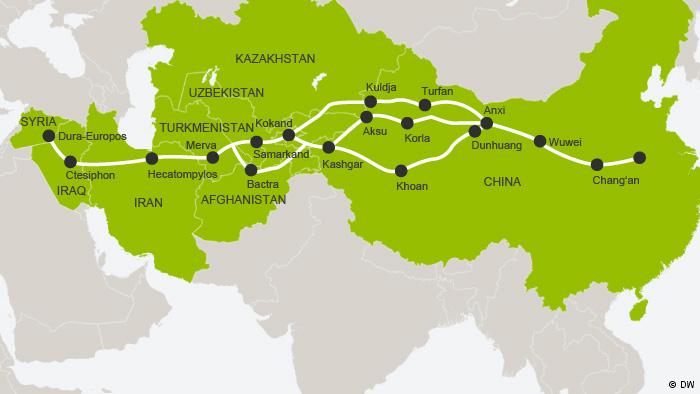 KAZAKHSTAN
Kuldja
Turfan
UZBEKISTAN
Anxi
SYRIA
Kokand
TURKMENISTAN
Dura-Europos
Aksu
Korla
Merva
Samarkand
Dunhuang
Wuwei
Kashgar
Ctesiphon
Hecatompylos
Bactra
Khoan
CHINA
Chang'an
IRAQ
IRAN
AFGHANISTAN
© DW